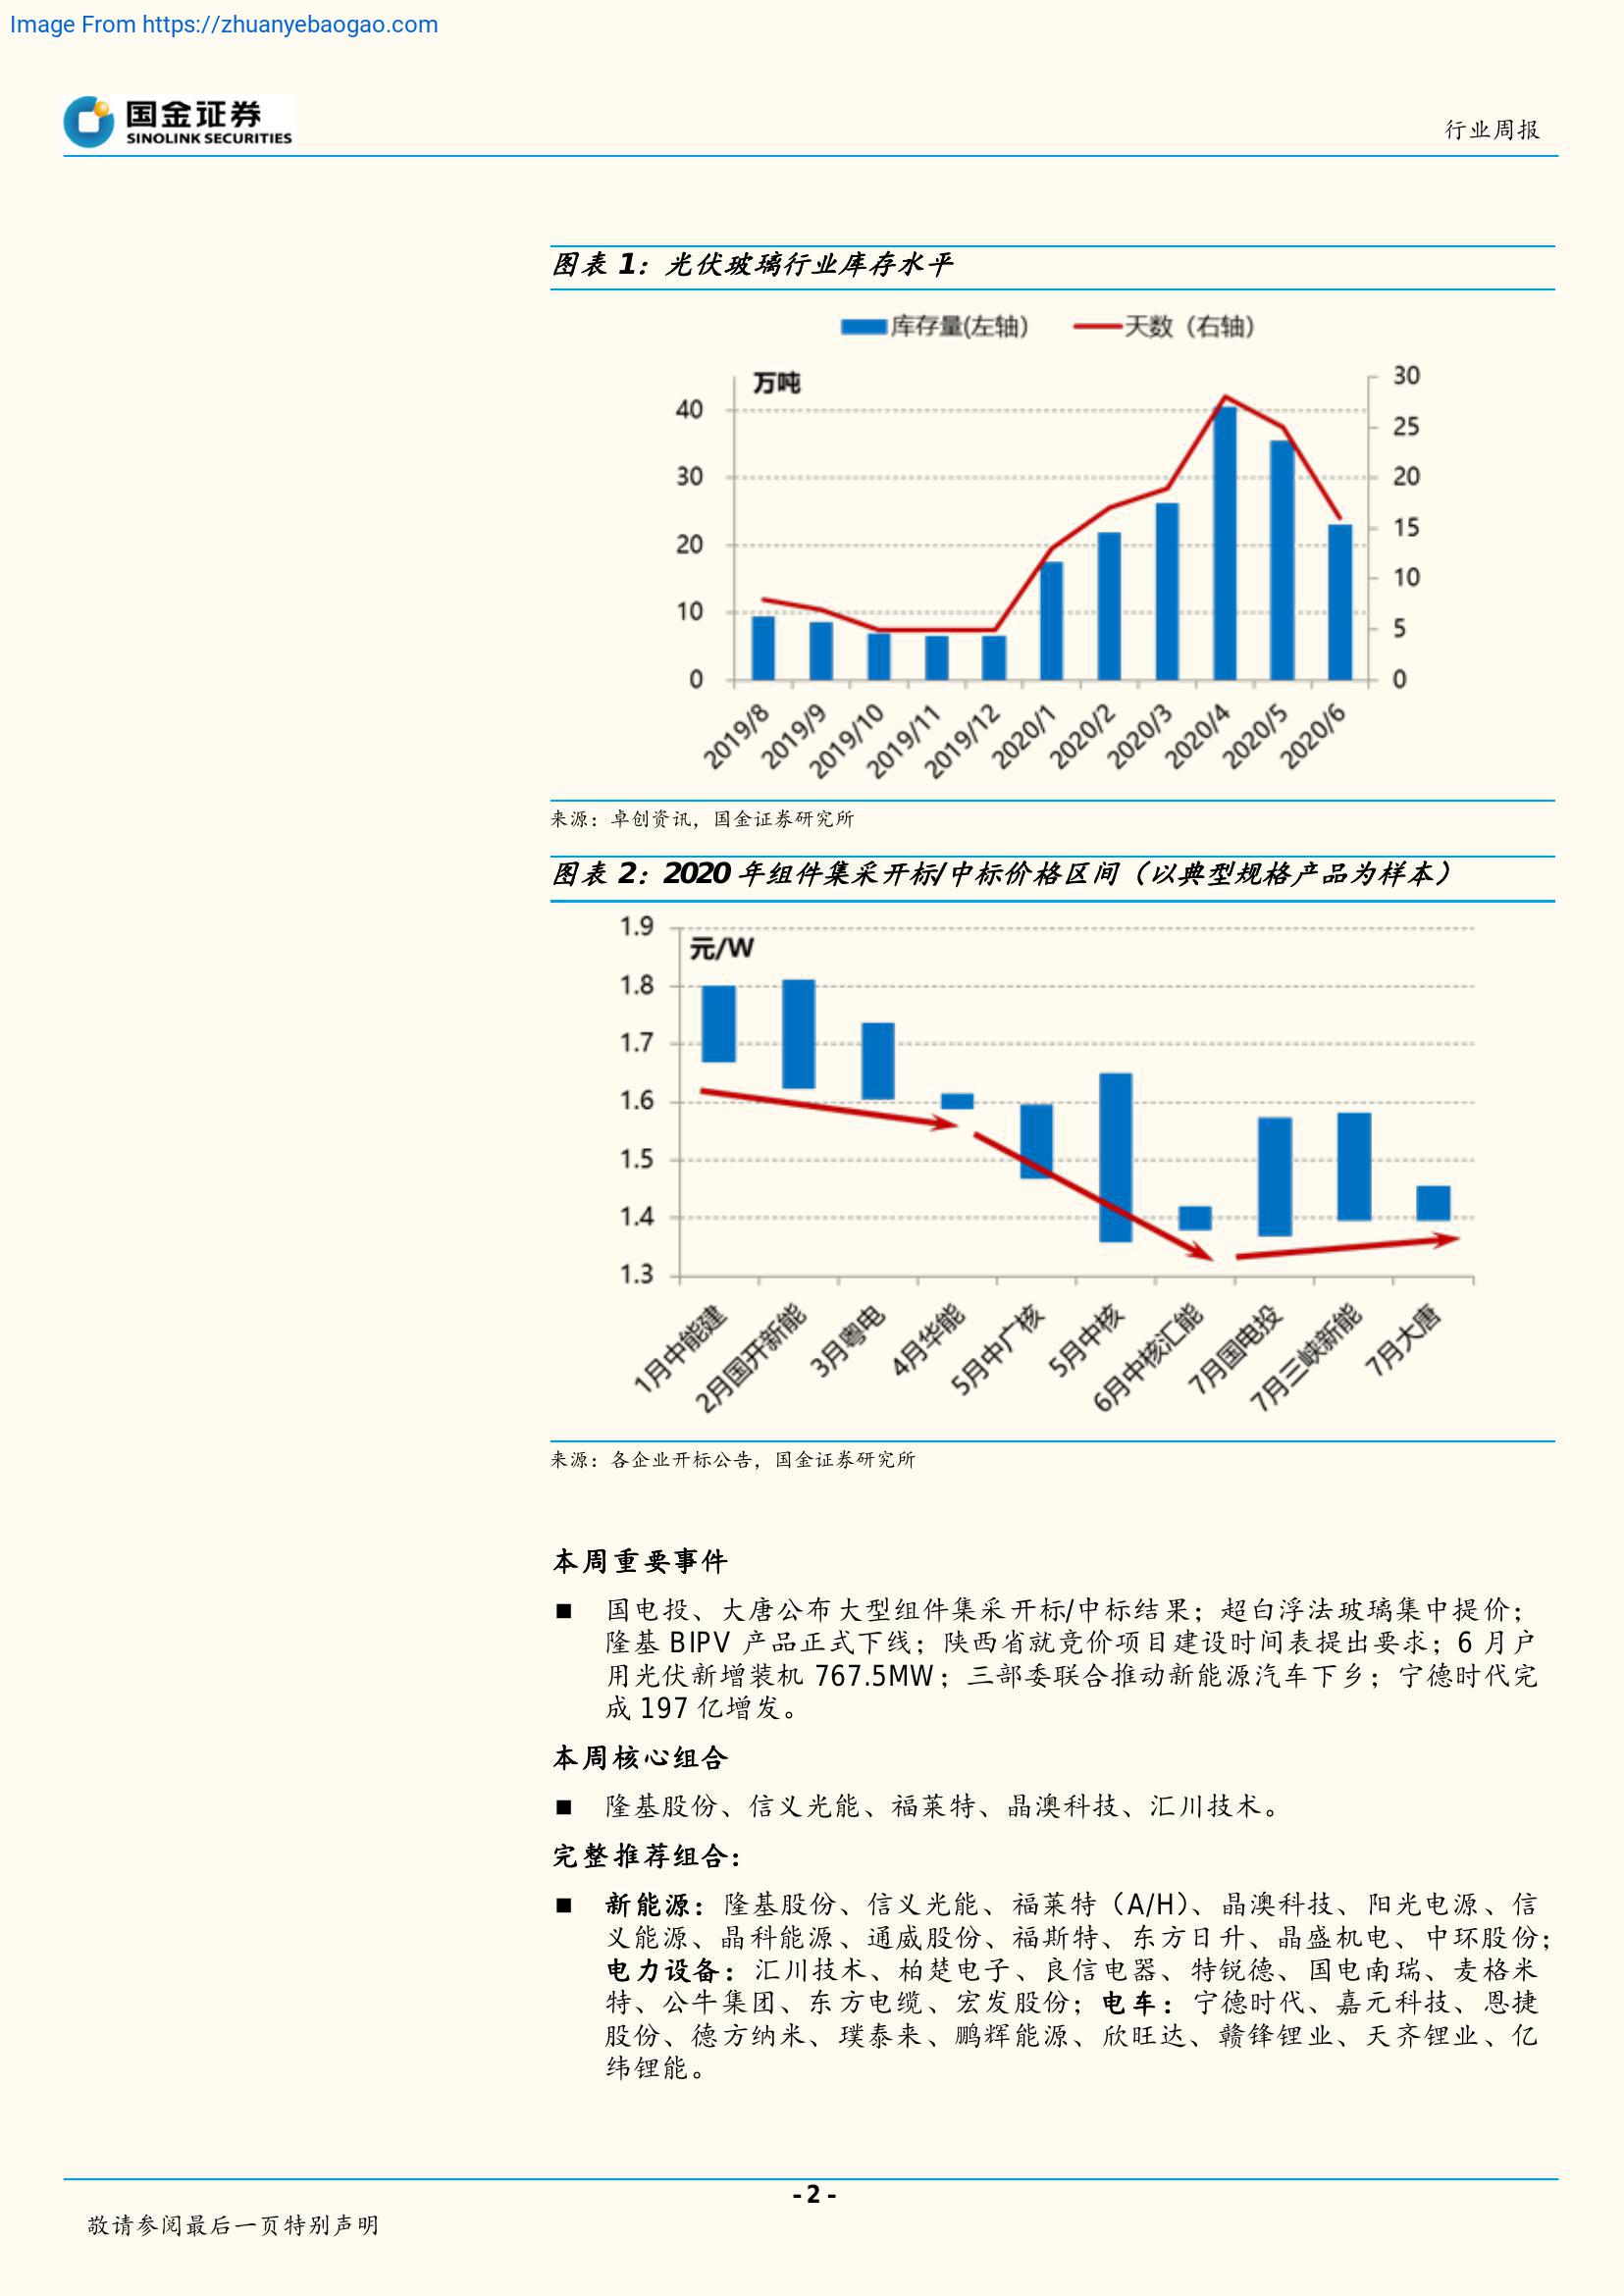 Image From https://zhuanyebaogao.com
国金证券
SINOLINK SECURITIES
行业周报
图表 1：光伏玻璃行业库存水平
库存量(左轴) 天数（右轴）
万吨
40
30
20
10
0
30
25
20
15
10
5
0
2019/8 2019/9 2019/10 2019/11 2019/12 2020/1 2020/2 2020/3 2020/4 2020/5 2020/6
来源：卓创资讯，国金证券研究所
图表 2：2020 年组件集采开标/中标价格区间（以典型规格产品为样本）
元/W
1.9
1.8
1.7
1.6
1.5
1.4
1.3
1月中能建 2月国开新能 3月粤电 4月华能 5月中广核 5月中核 6月中核汇能 7月国电投 7月三峡新能 7月大唐
来源：各企业开标公告，国金证券研究所
本周重要事件
■ 国电投、大唐公布大型组件集采开标/中标结果；超白浮法玻璃集中提价；
隆基 BIPV 产品正式下线；陕西省就竞价项目建设时间表提出要求；6 月户
用光伏新增装机 767.5MW；三部委联合推动新能源汽车下乡；宁德时代完
成 197 亿增发。
本周核心组合
■ 隆基股份、信义光能、福莱特、晶澳科技、汇川技术。
完整推荐组合：
■ 新能源：隆基股份、信义光能、福莱特（A/H）、晶澳科技、阳光电源、信
义能源、晶科能源、通威股份、福斯特、东方日升、晶盛机电、中环股份；
电力设备：汇川技术、柏楚电子、良信电器、特锐德、国电南瑞、麦格米
特、公牛集团、东方电缆、宏发股份；电车：宁德时代、嘉元科技、恩捷
股份、德方纳米、璞泰来、鹏辉能源、欣旺达、赣锋锂业、天齐锂业、亿
纬锂能。
- 2 -
敬请参阅最后一页特别声明